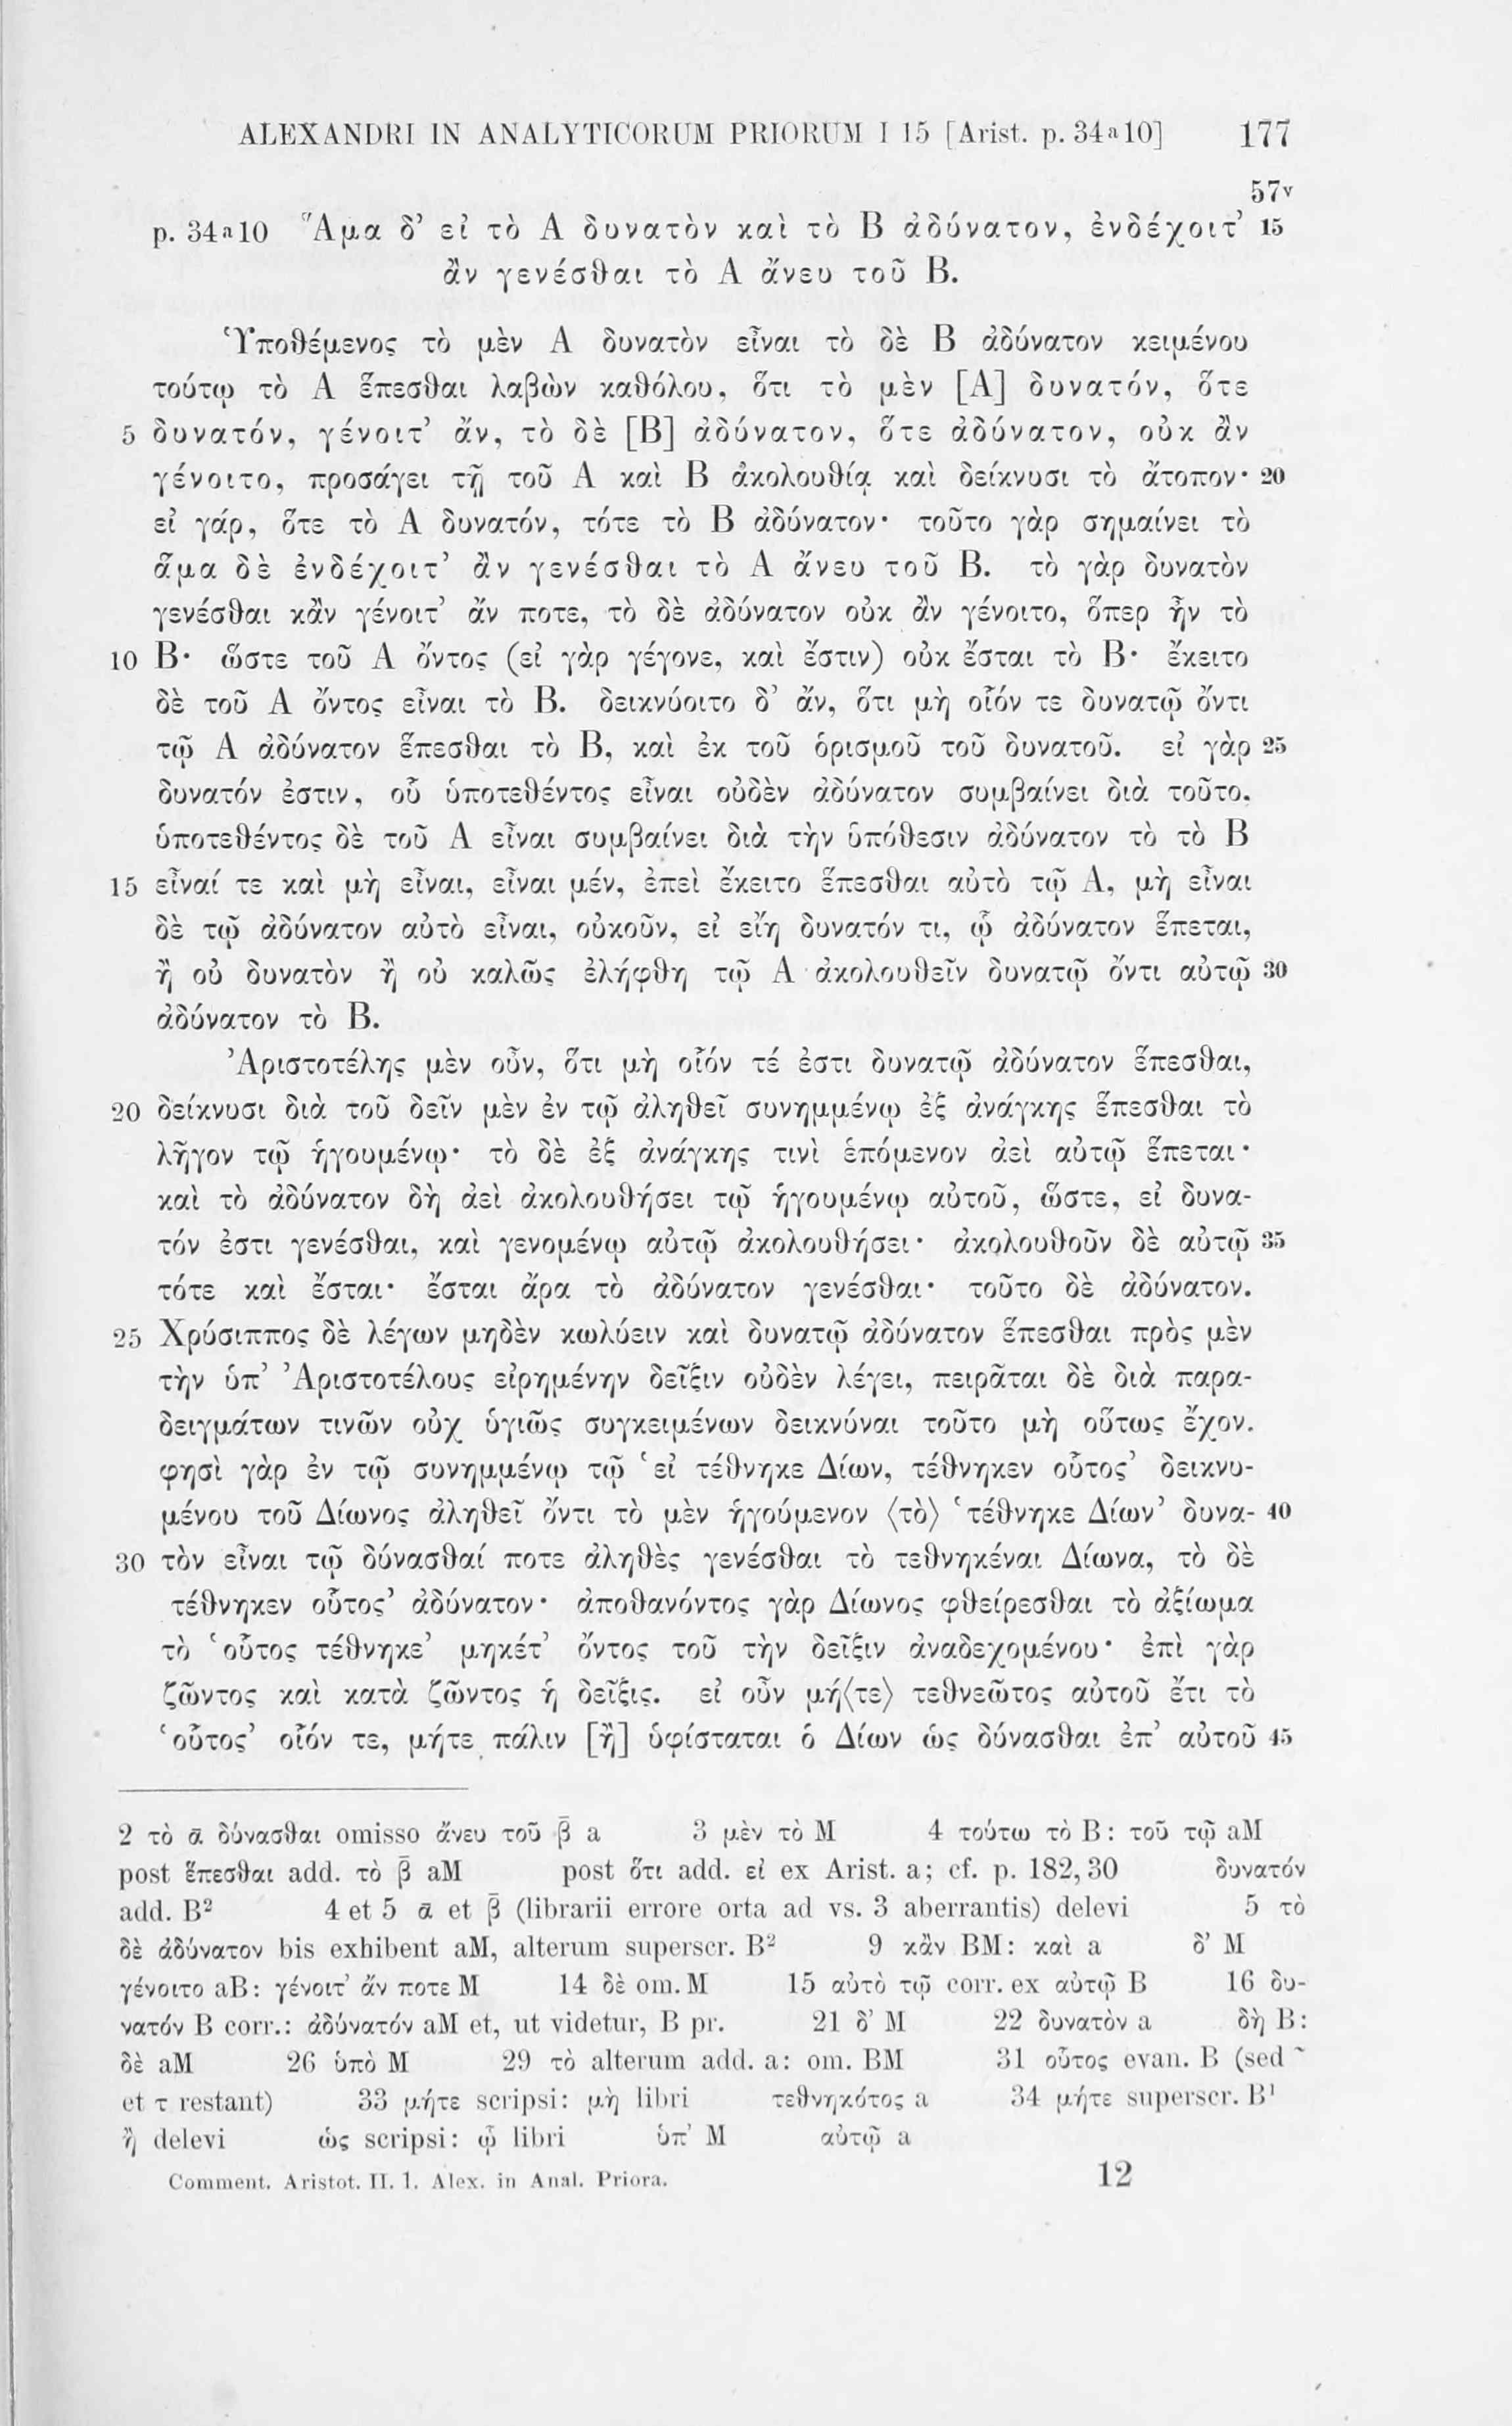 ALEXANDRI IN ANALYTICORUM PRIORUM I 15 [Arist. p. 34a10] 177
57v
p. 34a10 Ἅμα δ’ εἰ τὸ Α δυνατὸν καὶ τὸ Β ἀδύνατον, ἐνδέχοιτ’ 15
ἂν γενέσθαι τὸ Α ἄνευ τοῦ Β.
Ὑποθέμενος τὸ μὲν Α δυνατὸν εἶναι τὸ δὲ Β ἀδύνατον κειμένου
τούτῳ τὸ Α ἕπεσθαι λαβὼν καθόλου, ὅτι τὸ μὲν [Α] δυνατόν, ὅτε
5 δυνατόν, γένοιτ’ ἄν, τὸ δὲ [Β] ἀδύνατον, ὅτε ἀδύνατον, οὐκ ἂν
γένοιτο, προσάγει τῇ τοῦ Α καὶ Β ἀκολουθίᾳ καὶ δείκνυσι τὸ ἄτοπον· 20
εἰ γάρ, ὅτε τὸ Α δυνατόν, τότε τὸ Β ἀδύνατον· τοῦτο γὰρ σημαίνει τὸ
ἅμα δὲ ἐνδέχοιτ’ ἂν γενέσθαι τὸ Α ἄνευ τοῦ Β. τὸ γὰρ δυνατὸν
γενέσθαι κἂν γένοιτ’ ἄν ποτε, τὸ δὲ ἀδύνατον οὐκ ἂν γένοιτο, ὅπερ ἦν τὸ
10 Β· ὥστε τοῦ Α ὄντος (εἰ γὰρ γέγονε, καὶ ἔστιν) οὐκ ἔσται τὸ Β· ἔκειτο
δὲ τοῦ Α ὄντος εἶναι τὸ Β. δεικνύοιτο δ’ ἄν, ὅτι μὴ οἷόν τε δυνατῷ ὄντι
τῷ Α ἀδύνατον ἕπεσθαι τὸ Β, καὶ ἐκ τοῦ ὁρισμοῦ τοῦ δυνατοῦ. εἰ γὰρ 25
δυνατόν ἐστιν, οὗ ὑποτεθέντος εἶναι οὐδὲν ἀδύνατον συμβαίνει διὰ τοῦτο,
ὑποτεθέντος δὲ τοῦ Α εἶναι συμβαίνει διὰ τὴν ὑπόθεσιν ἀδύνατον τὸ τὸ Β
15 εἶναί τε καὶ μὴ εἶναι, εἶναι μέν, ἐπεὶ ἔκειτο ἕπεσθαι αὐτὸ τῷ Α, μὴ εἶναι
δὲ τῷ ἀδύνατον αὐτὸ εἶναι, οὐκοῦν, εἰ εἴη δυνατόν τι, ᾧ ἀδύνατον ἕπεται,
ἢ οὐ δυνατὸν ἢ οὐ καλῶς ἐλήφθη τῷ Α ἀκολουθεῖν δυνατῷ ὄντι αὐτῷ 30
ἀδύνατον τὸ Β.
Ἀριστοτέλης μὲν οὖν, ὅτι μὴ οἷόν τέ ἐστι δυνατῷ ἀδύνατον ἕπεσθαι,
20 δείκνυσι διὰ τοῦ δεῖν μὲν ἐν τῷ ἀληθεῖ συνημμένῳ ἐξ ἀνάγκης ἕπεσθαι τὸ
λῆγον τῷ ἡγουμένῳ· τὸ δὲ ἐξ ἀνάγκης τινὶ ἑπόμενον ἀεὶ αὐτῷ ἕπεται·
καὶ τὸ ἀδύνατον δὴ ἀεὶ ἀκολουθήσει τῷ ἡγουμένῳ αὐτοῦ, ὥστε, εἰ δυνα-
τόν ἐστι γενέσθαι, καὶ γενομένῳ αὐτῷ ἀκολουθήσει· ἀκολουθοῦν δὲ αὐτῷ 35
τότε καὶ ἔσται· ἔσται ἄρα τὸ ἀδύνατον γενέσθαι· τοῦτο δὲ ἀδύνατον.
25 Χρύσιππος δὲ λέγων μηδὲν κωλύειν καὶ δυνατῷ ἀδύνατον ἕπεσθαι πρὸς μὲν
τὴν ὑπ’ Ἀριστοτέλους εἰρημένην δεῖξιν οὐδὲν λέγει, πειρᾶται δὲ διὰ παρα-
δειγμάτων τινῶν οὐχ ὑγιῶς συγκειμένων δεικνύναι τοῦτο μὴ οὕτως ἔχον.
φησὶ γὰρ ἐν τῷ συνημμένῳ τῷ ‘εἰ τέθνηκε Δίων, τέθνηκεν οὗτος’ δεικνυ-
μένου τοῦ Δίωνος ἀληθεῖ ὄντι τὸ μὲν ἡγούμενον ⟨τὸ⟩ ‘τέθνηκε Δίων’ δυνα- 40
30 τὸν εἶναι τῷ δύνασθαί ποτε ἀληθὲς γενέσθαι τὸ τεθνηκέναι Δίωνα, τὸ δὲ
τέθνηκεν οὗτος’ ἀδύνατον· ἀποθανόντος γὰρ Δίωνος φθείρεσθαι τὸ ἀξίωμα
τὸ ‘οὗτος τέθνηκε’ μηκέτ’ ὄντος τοῦ τὴν δεῖξιν ἀναδεχομένου· ἐπὶ γὰρ
ζῶντος καὶ κατὰ ζῶντος ἡ δεῖξις. εἰ οὖν μή⟨τε⟩ τεθνεῶτος αὐτοῦ ἔτι τὸ
‘οὗτος’ οἷόν τε, μήτε πάλιν [ἢ] ὑφίσταται ὁ Δίων ὡς δύνασθαι ἐπ’ αὐτοῦ 45
2 τὸ ᾱ δύνασθαι omisso ἄνευ τοῦ β̄ a 3 μὲν τὸ M 4 τούτω τὸ B: τοῦ τῷ aM
post ἕπεσθαι add. τὸ β̄ aM post ὅτι add. εἰ ex Arist. a; cf. p. 182,30 δυνατόν
add. B² 4 et 5 ᾱ et β̄ (librarii errore orta ad vs. 3 aberrantis) delevi 5 τὸ
δὲ ἀδύνατον bis exhibent aM, alterum superscr. B² 9 κἂν BM: καὶ a δ’ M
γένοιτο aB: γένοιτ’ ἄν ποτε M 14 δὲ om. M 15 αὐτὸ τῷ corr. ex αὐτῷ B 16 δυ-
νατόν B corr.: ἀδύνατόν aM et, ut videtur, B pr. 21 δ’ M 22 δυνατὸν a δὴ B:
δὲ aM 26 ὑπὸ M 29 τὸ alterum add. a: om. BM 31 οὗτος evan. B (sed ῀
et τ restant) 33 μήτε scripsi: μὴ libri τεθνηκότος a 34 μήτε superscr. B¹
ἢ delevi ὡς scripsi: ᾧ libri ὑπ’ M αὐτῷ a
Comment. Aristot. II. 1. Alex. in Anal. Priora. 12